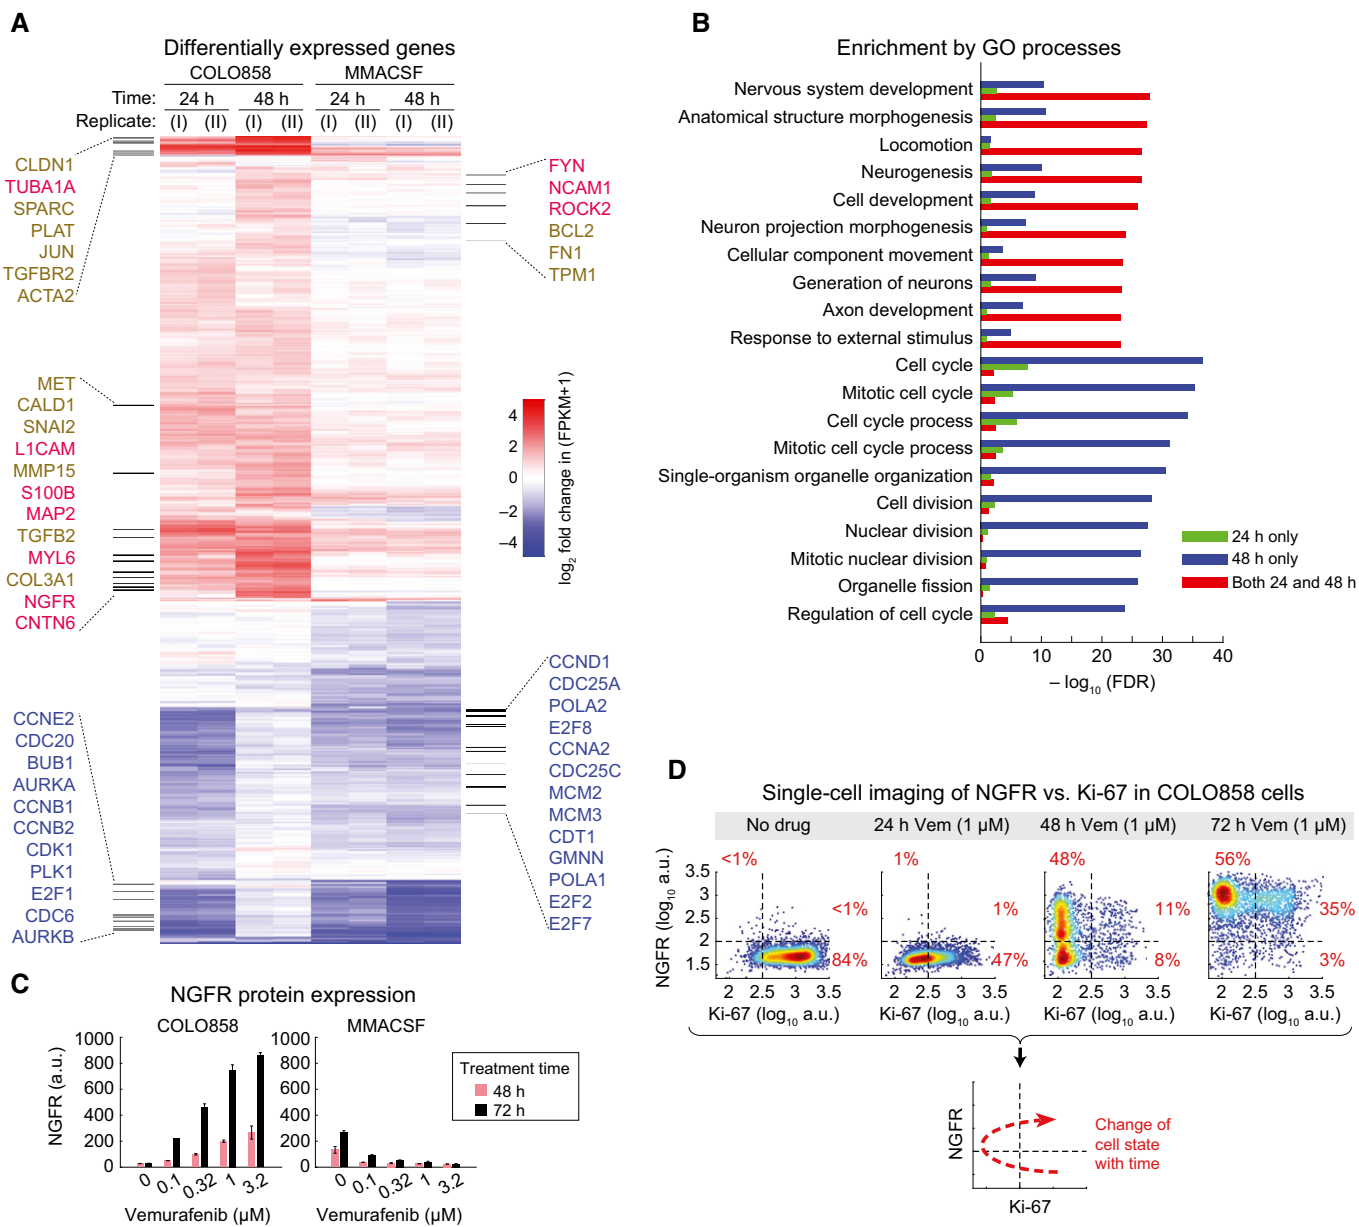 A
Differentially expressed genes
COLO858 MMACSF
Time: 24 h 48 h 24 h 48 h
Replicate: (I) (II) (I) (II) (I) (II) (I) (II)
CLDN1
TUBA1A
SPARC
PLAT
JUN
TGFBR2
ACTA2
MET
CALD1
SNAI2
L1CAM
MMP15
S100B
MAP2
TGFB2
MYL6
COL3A1
NGFR
CNTN6
CCNE2
CDC20
BUB1
AURKA
CCNB1
CCNB2
CDK1
PLK1
E2F1
CDC6
AURKB
FYN
NCAM1
ROCK2
BCL2
FN1
TPM1
4
2
0
–2
–4
log2 fold change in (FPKM+1)
CCND1
CDC25A
POLA2
E2F8
CCNA2
CDC25C
MCM2
MCM3
CDT1
GMNN
POLA1
E2F2
E2F7
B
Enrichment by GO processes
Nervous system development
Anatomical structure morphogenesis
Locomotion
Neurogenesis
Cell development
Neuron projection morphogenesis
Cellular component movement
Generation of neurons
Axon development
Response to external stimulus
Cell cycle
Mitotic cell cycle
Cell cycle process
Mitotic cell cycle process
Single-organism organelle organization
Cell division
Nuclear division
Mitotic nuclear division
Organelle fission
Regulation of cell cycle
24 h only
48 h only
Both 24 and 48 h
0 10 20 30 40
– log10 (FDR)
C
NGFR protein expression
COLO858 MMACSF
NGFR (a.u.)
1000 1000
800 800
600 600
400 400
200 200
0 0
0 0.1 0.32 1 3.2 0 0.1 0.32 1 3.2
Vemurafenib (µM) Vemurafenib (µM)
Treatment time
48 h
72 h
D
Single-cell imaging of NGFR vs. Ki-67 in COLO858 cells
No drug 24 h Vem (1 µM) 48 h Vem (1 µM) 72 h Vem (1 µM)
<1% 1% 48% 56%
NGFR (log10 a.u.)
3.5
3
2.5
2
1.5
<1% 1% 11% 35%
84% 47% 8% 3%
2 2.5 3 3.5 2 2.5 3 3.5 2 2.5 3 3.5 2 2.5 3 3.5
Ki-67 (log10 a.u.) Ki-67 (log10 a.u.) Ki-67 (log10 a.u.) Ki-67 (log10 a.u.)
NGFR
Change of
cell state
with time
Ki-67